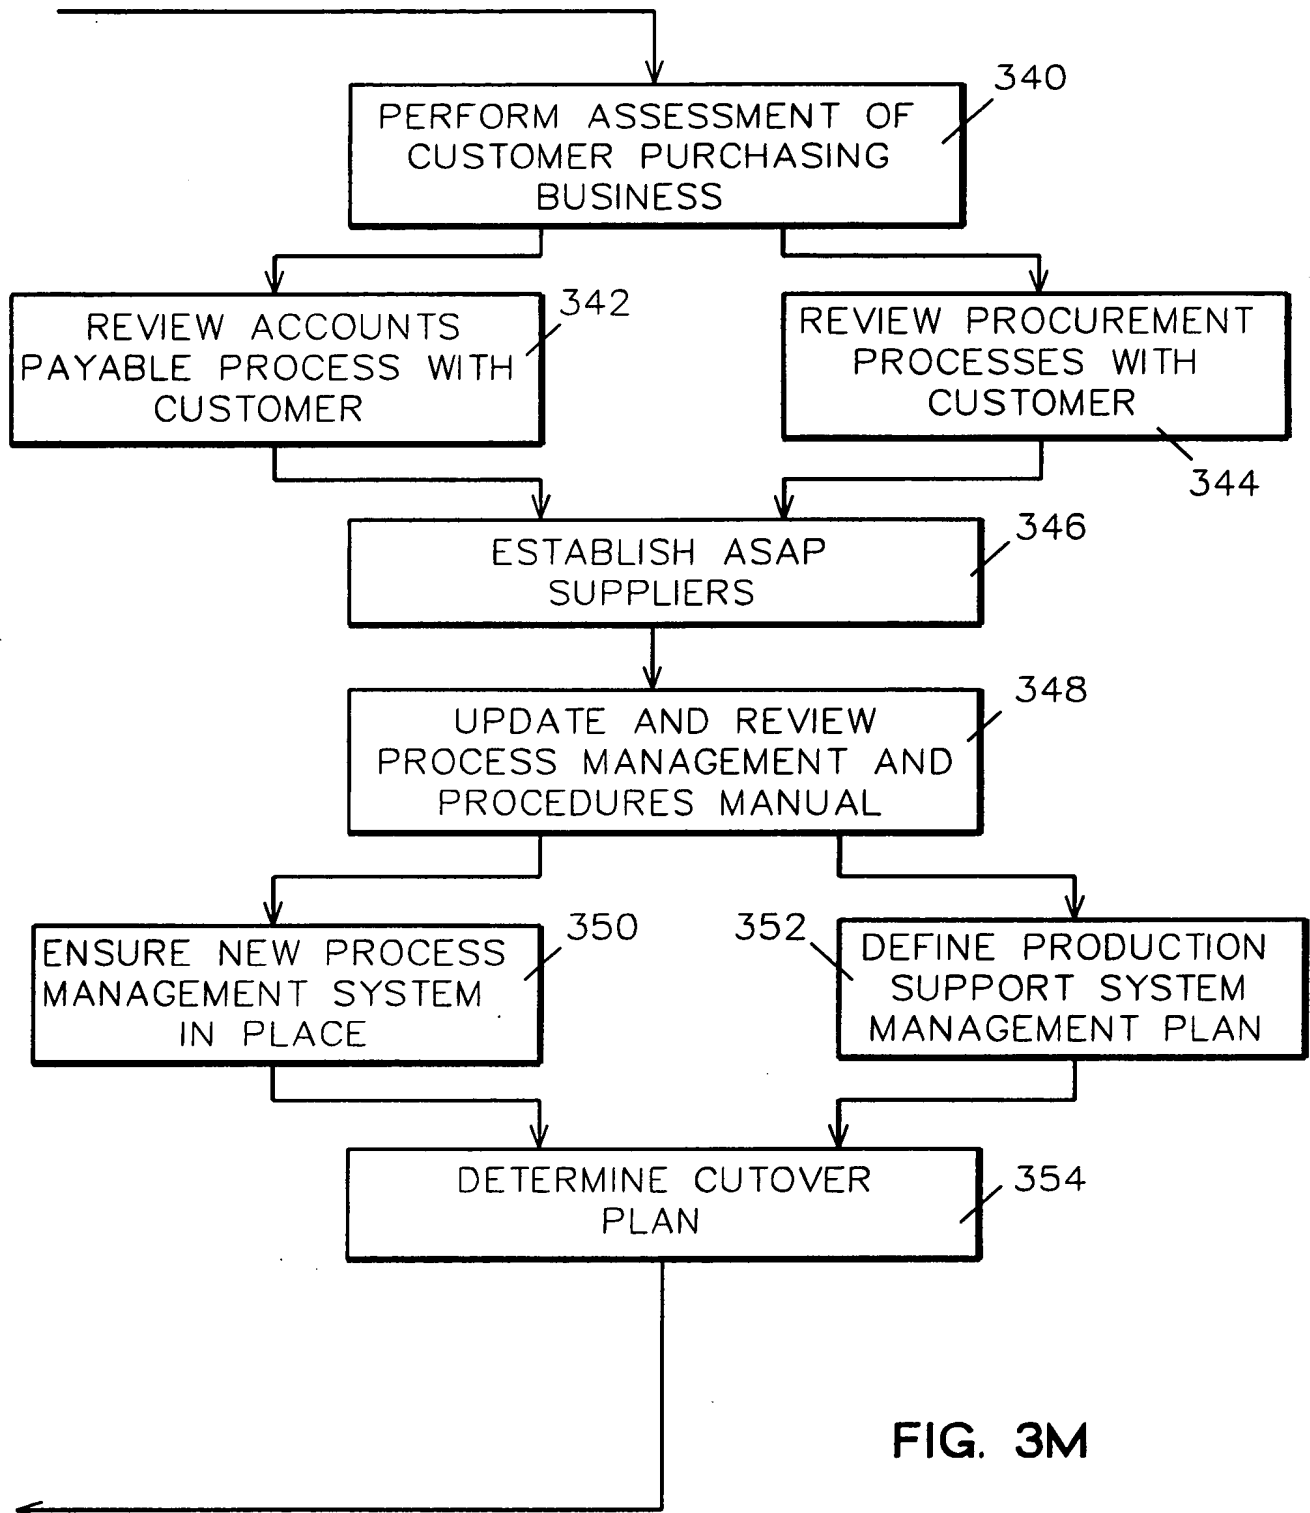 340
PERFORM ASSESSMENT OF
CUSTOMER PURCHASING
BUSINESS
342
REVIEW ACCOUNTS
PAYABLE PROCESS WITH
CUSTOMER
REVIEW PROCUREMENT
PROCESSES WITH
CUSTOMER
344
346
ESTABLISH ASAP
SUPPLIERS
348
UPDATE AND REVIEW
PROCESS MANAGEMENT AND
PROCEDURES MANUAL
350
ENSURE NEW PROCESS
MANAGEMENT SYSTEM
IN PLACE
352
DEFINE PRODUCTION
SUPPORT SYSTEM
MANAGEMENT PLAN
DETERMINE CUTOVER
PLAN
354
FIG. 3M